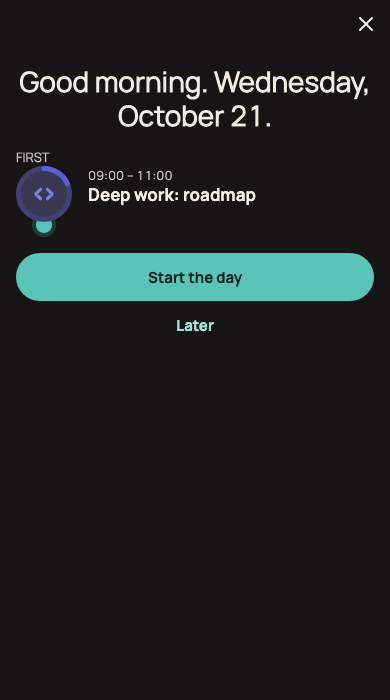 Good morning. Wednesday,
October 21.
FIRST
09:00 – 11:00
Deep work: roadmap
Start the day
Later